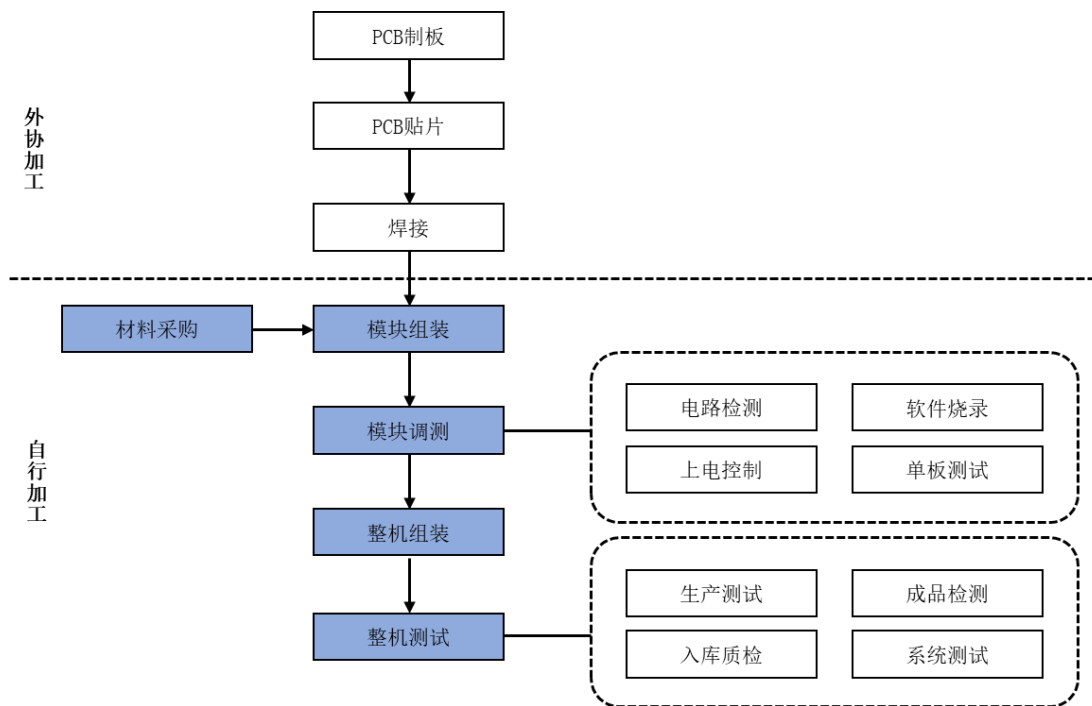 PCB制板
外协加工
PCB贴片
焊接
材料采购
模块组装
自行加工
模块调测
电路检测
软件烧录
上电控制
单板测试
整机组装
整机测试
生产测试
成品检测
入库质检
系统测试